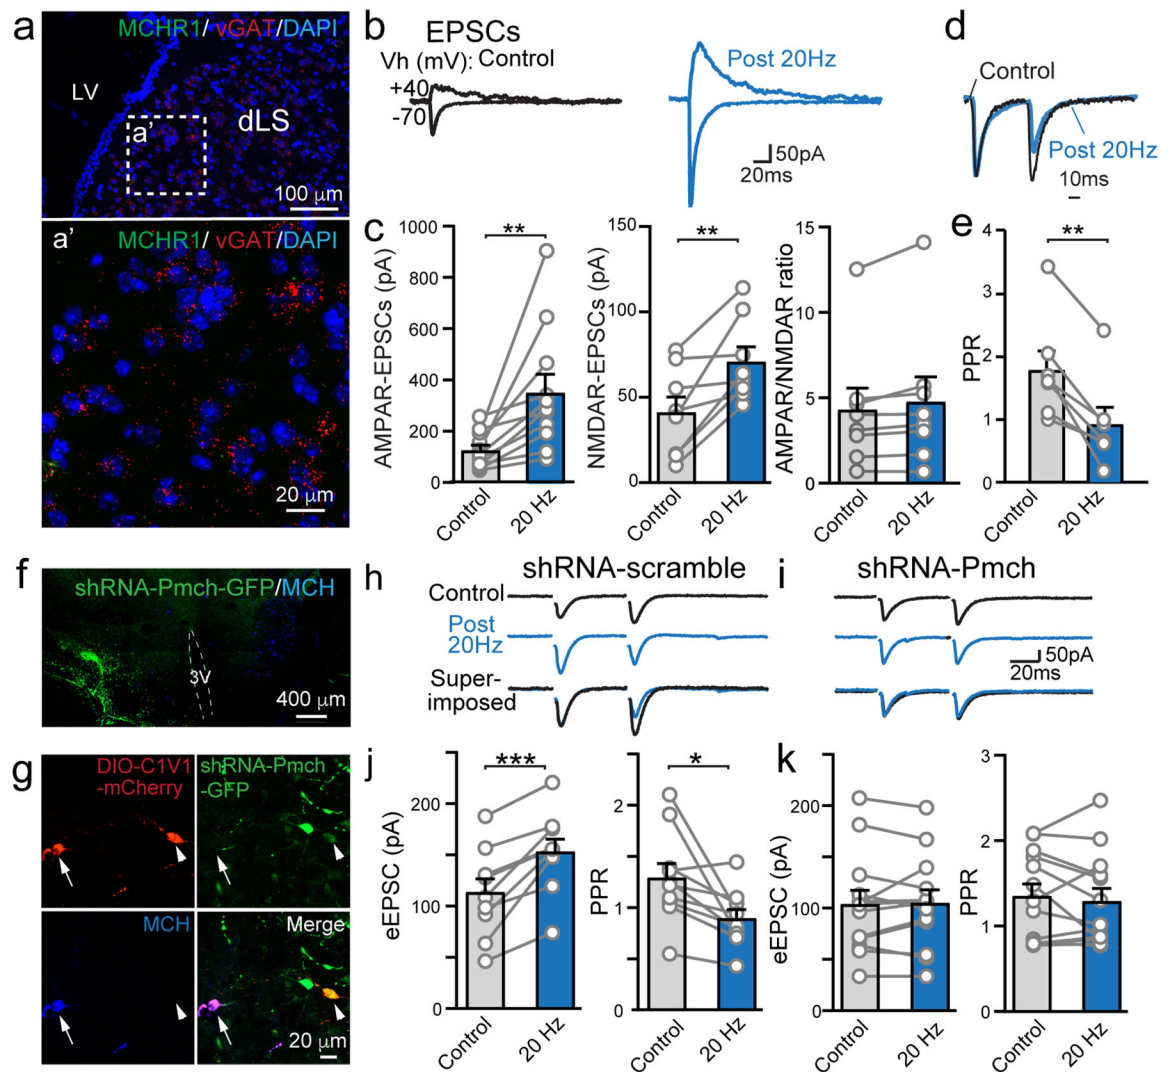 a
MCHR1/ vGAT/DAPI
LV
dLS
a'
100 μm
a'
MCHR1/ vGAT/DAPI
20 μm
b
EPSCs
Vh (mV): Control
+40
-70
Post 20Hz
50pA
20ms
d
Control
Post 20Hz
10ms
c
AMPAR-EPSCs (pA)
1000
800
600
400
200
0
**
Control
20 Hz
NMDAR-EPSCs (pA)
150
100
50
0
**
Control
20 Hz
AMPAR/NMDAR ratio
15
10
5
0
Control
20 Hz
e
PPR
4
3
2
1
0
**
Control
20 Hz
f
shRNA-Pmch-GFP/MCH
3V
400 μm
g
DIO-C1V1
-mCherry
shRNA-Pmch
-GFP
MCH
Merge
20 μm
h
shRNA-scramble
Control
Post
20Hz
Super-
imposed
i
shRNA-Pmch
50pA
20ms
j
eEPSC (pA)
200
100
0
***
Control
20 Hz
PPR
2
1
0
*
Control
20 Hz
k
eEPSC (pA)
200
100
0
Control
20 Hz
PPR
3
2
1
0
Control
20 Hz